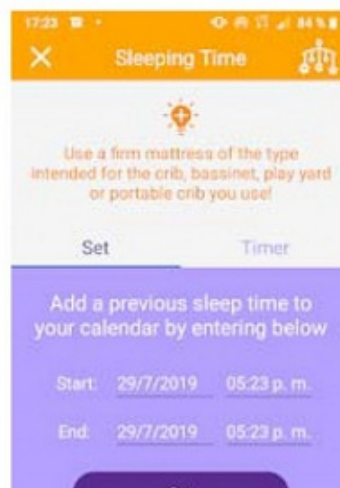 17:23 84%
Sleeping Time
Use a firm mattress of the type
intended for the crib, bassinet, play yard
or portable crib you use!
Set Timer
Add a previous sleep time to
your calendar by entering below
Start: 29/7/2019 05:23 p. m.
End: 29/7/2019 05:23 p. m.